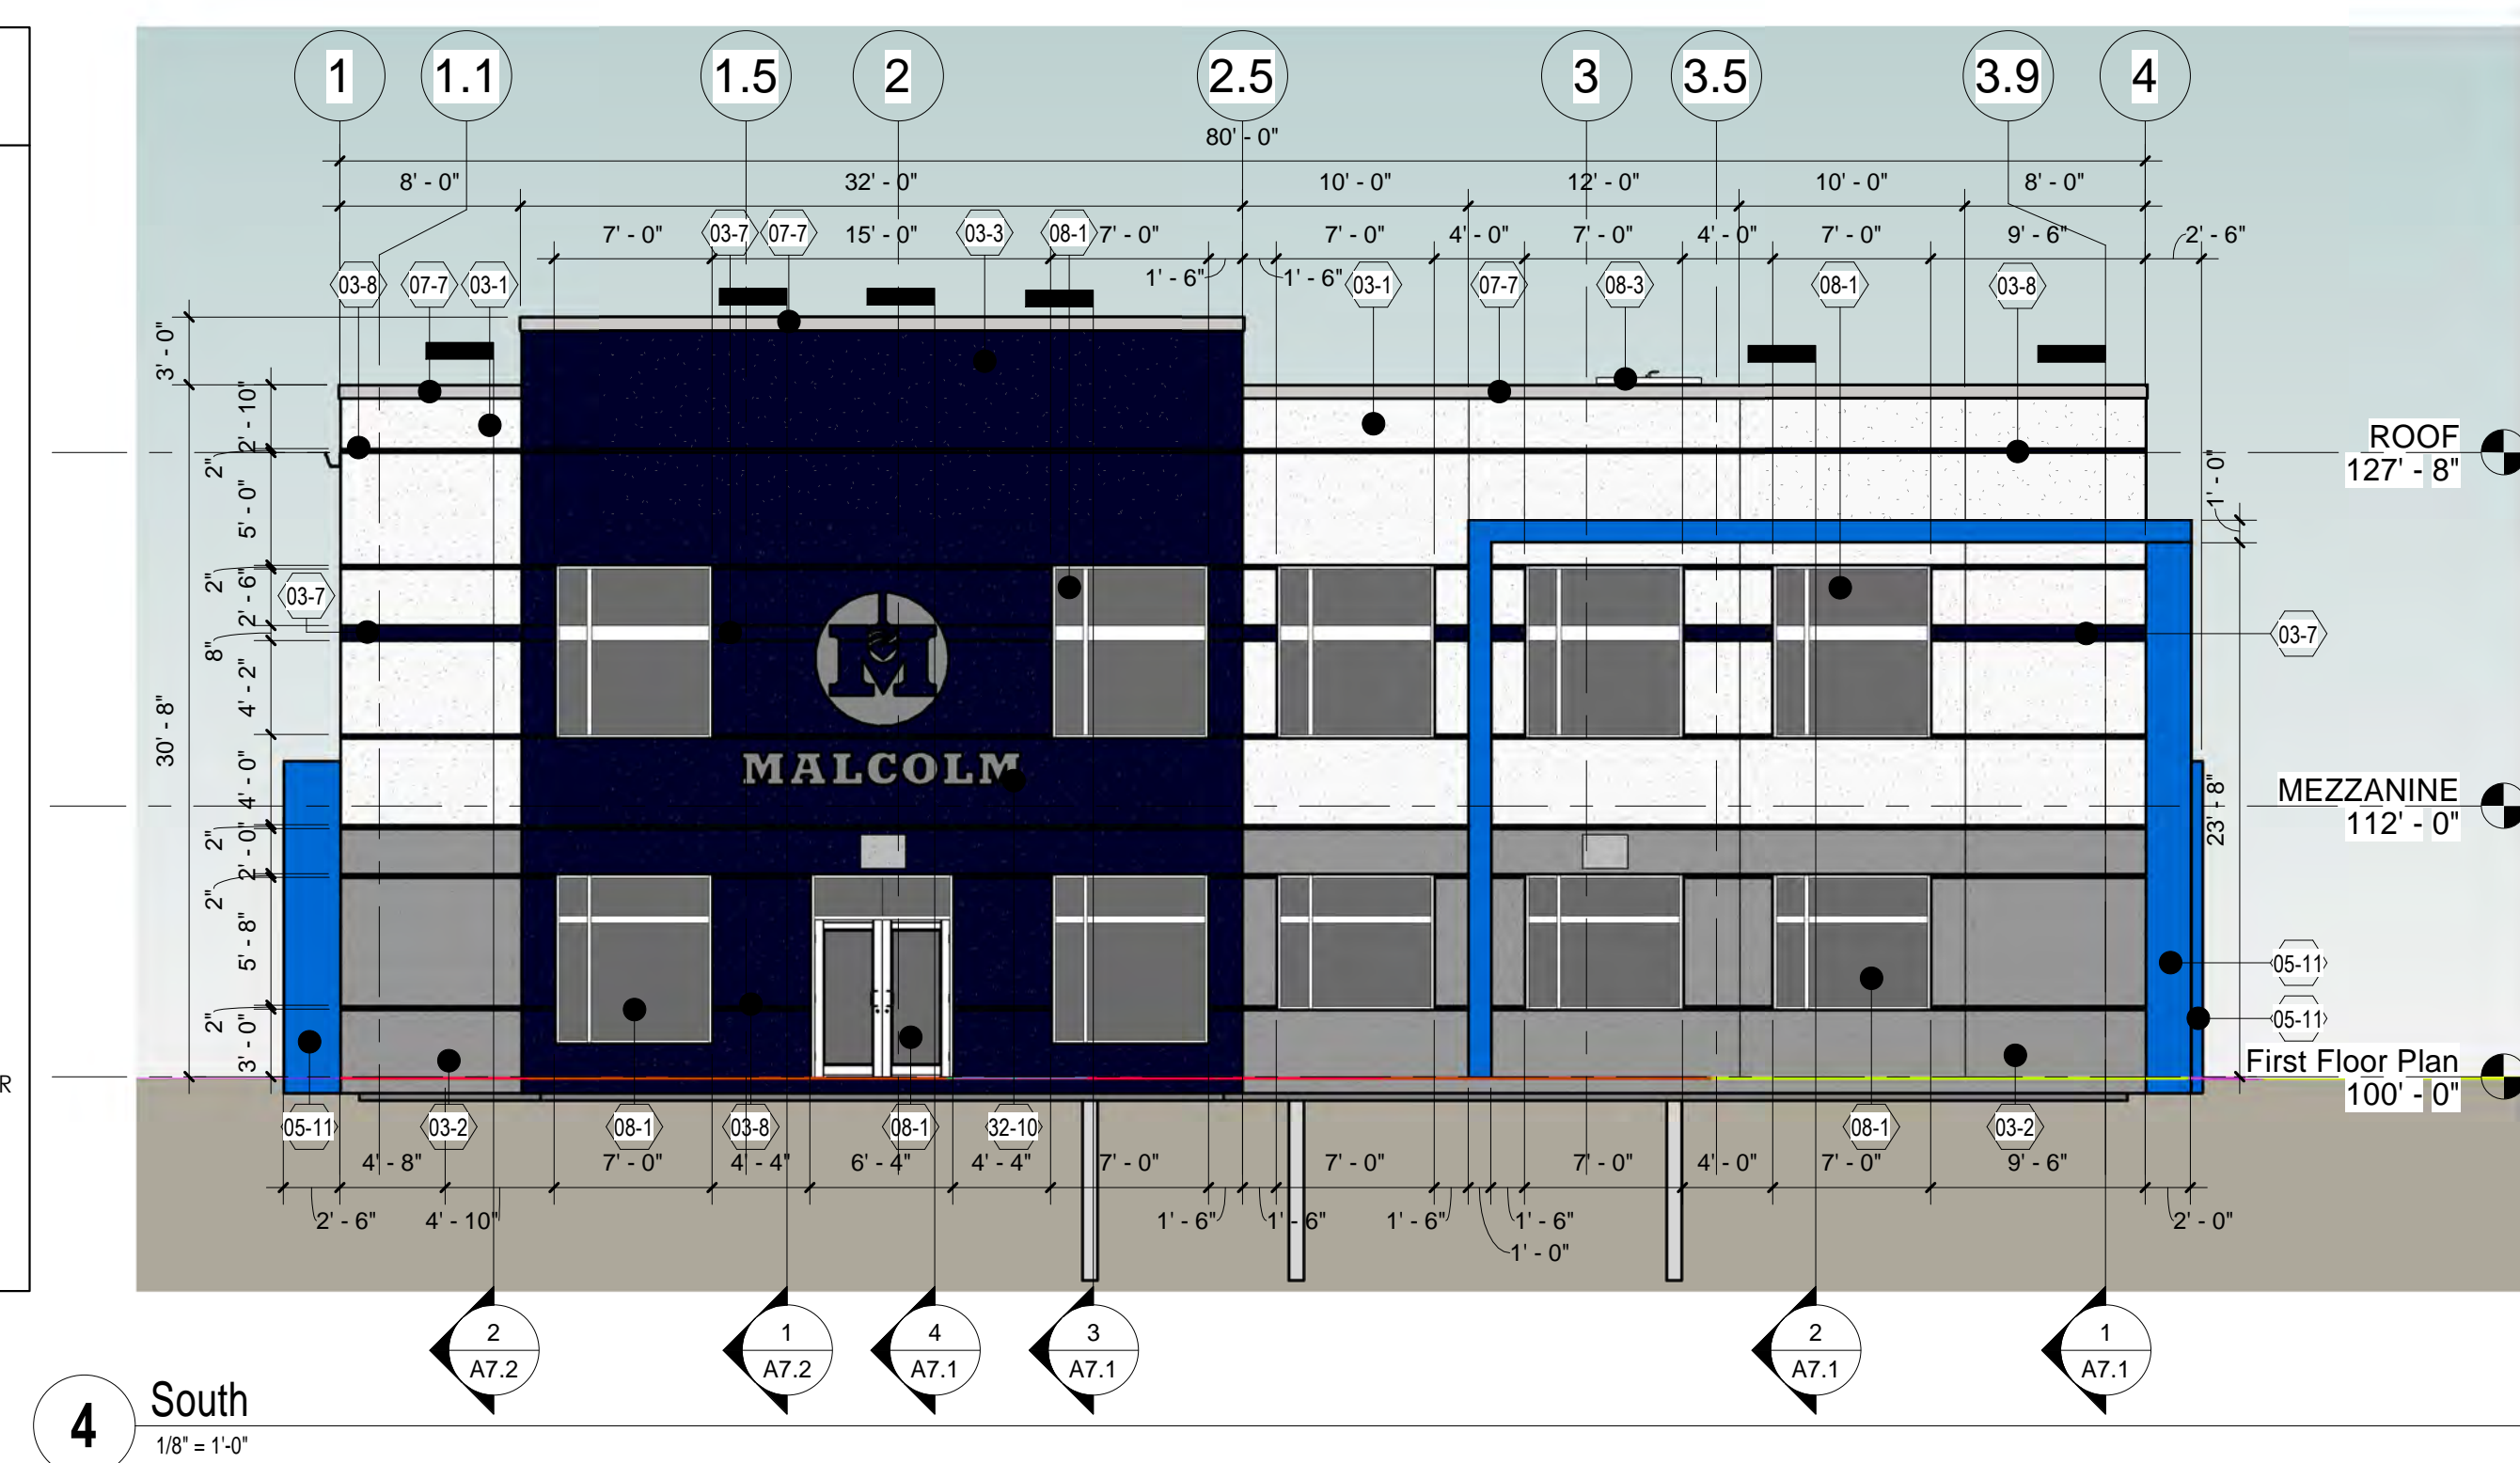 1 1.1 1.5 2 2.5 3 3.5 3.9 4
80' - 0"
8' - 0" 32' - 0" 10' - 0" 12' - 0" 10' - 0" 8' - 0"
7' - 0" 03-7 07-7 15' - 0" 03-3 08-1 7' - 0" 7' - 0" 4' - 0" 7' - 0" 4' - 0" 7' - 0" 9' - 6" 2' - 6"
1' - 6" 1' - 6"
03-8 07-7 03-1 03-1 07-7 08-3 08-1 03-8
3' - 0"
30' - 8"
2' - 10"
2"
5' - 0"
2"
2' - 6"
8"
4' - 2"
4' - 0"
2"
2' - 0"
2"
5' - 8"
2"
3' - 0"
03-7
MALCOLM
ROOF
127' - 8"
1' - 0"
03-7
MEZZANINE
112' - 0"
23' - 8"
05-11
05-11
First Floor Plan
100' - 0"
R
05-11 03-2 08-1 03-8 08-1 32-10 08-1 03-2
4' - 8" 7' - 0" 4' - 4" 6' - 4" 4' - 4" 7' - 0" 7' - 0" 7' - 0" 4' - 0" 7' - 0" 9' - 6"
2' - 6" 4' - 10" 1' - 6" 1' - 6" 1' - 6" 1' - 6" 2' - 0"
1' - 0"
2 1 4 3 2 1
A7.2 A7.2 A7.1 A7.1 A7.1 A7.1
4 South
1/8" = 1'-0"